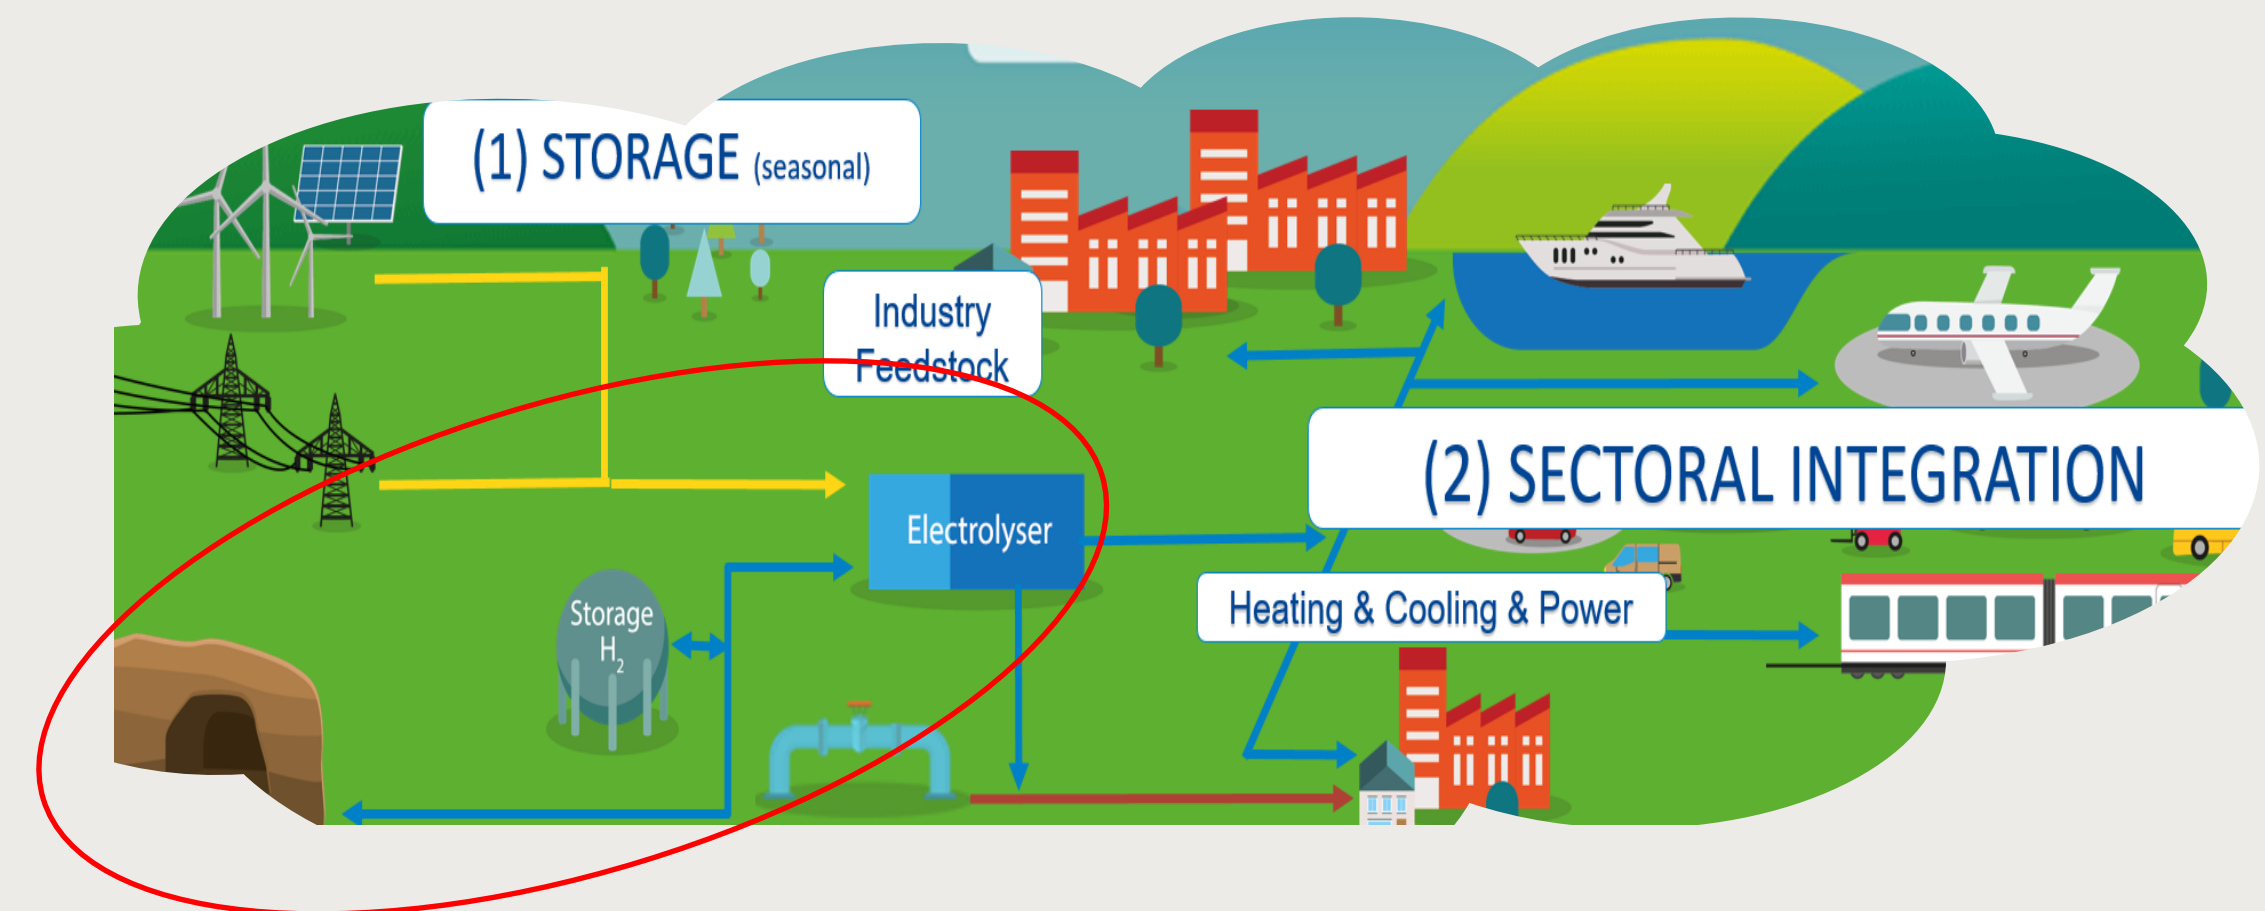 (1) STORAGE (seasonal)
Industry
Feedstock
(2) SECTORAL INTEGRATION
Electrolyser
Storage
H₂
Heating & Cooling & Power